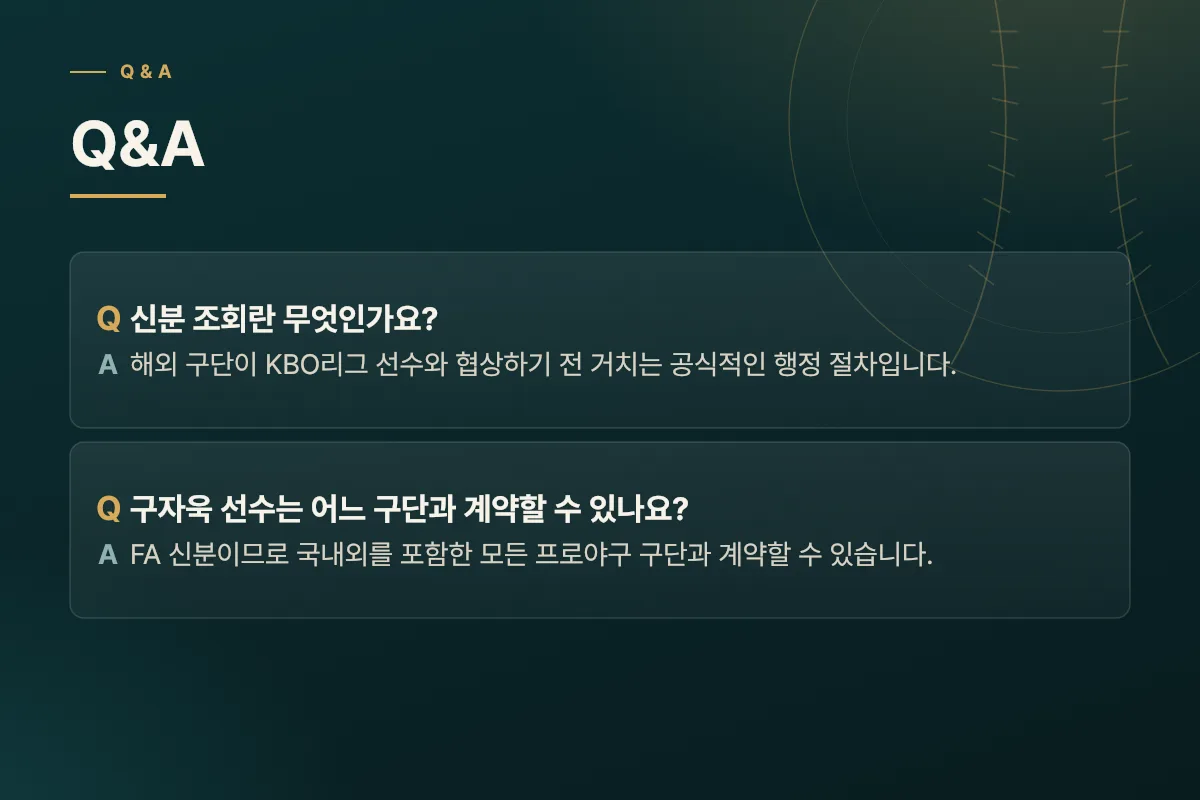 Q & A
Q&A
Q 신분 조회란 무엇인가요?
A 해외 구단이 KBO리그 선수와 협상하기 전 거치는 공식적인 행정 절차입니다.
Q 구자욱 선수는 어느 구단과 계약할 수 있나요?
A FA 신분이므로 국내외를 포함한 모든 프로야구 구단과 계약할 수 있습니다.